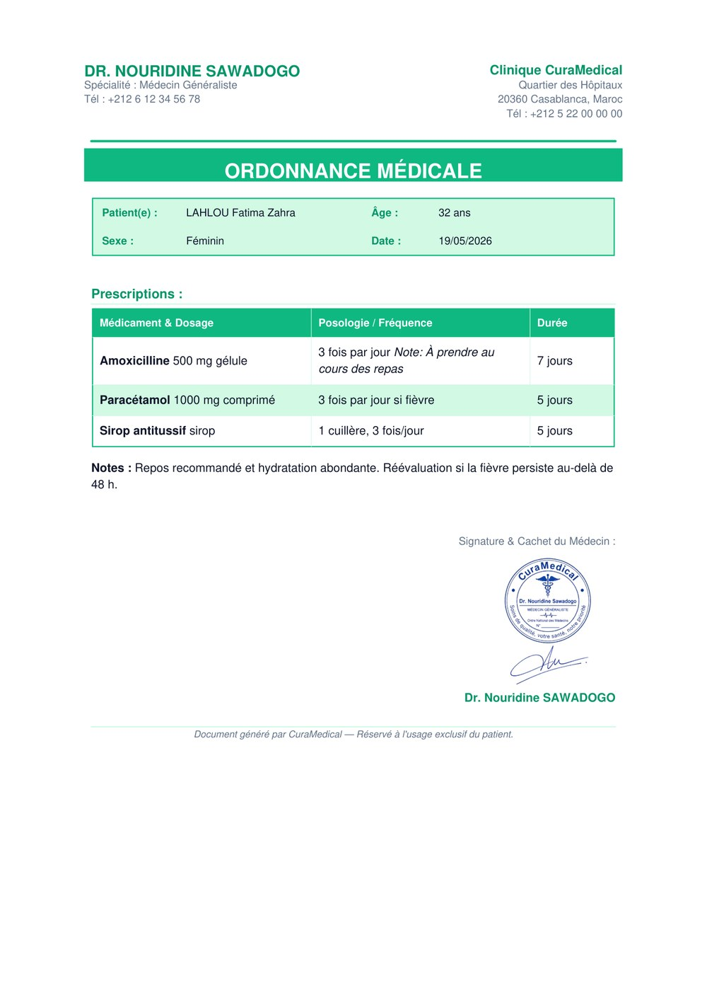 DR. NOURIDINE SAWADOGO
Spécialité : Médecin Généraliste
Tél : +212 6 12 34 56 78
Clinique CuraMedical
Quartier des Hôpitaux
20360 Casablanca, Maroc
Tél : +212 5 22 00 00 00
ORDONNANCE MÉDICALE
Patient(e) : LAHLOU Fatima Zahra Âge : 32 ans
Sexe : Féminin Date : 19/05/2026
Prescriptions :
Médicament & Dosage Posologie / Fréquence Durée
Amoxicilline 500 mg gélule 3 fois par jour Note: À prendre au
cours des repas 7 jours
Paracétamol 1000 mg comprimé 3 fois par jour si fièvre 5 jours
Sirop antitussif sirop 1 cuillère, 3 fois/jour 5 jours
Notes : Repos recommandé et hydratation abondante. Réévaluation si la fièvre persiste au-delà de
48 h.
Signature & Cachet du Médecin :
CuraMedical
Dr. Nouridine Sawadogo
MÉDECIN GÉNÉRALISTE
Ordre National des Médecins
N° ________
Soins de qualité, votre santé, notre priorité
Dr. Nouridine SAWADOGO
Document généré par CuraMedical — Réservé à l'usage exclusif du patient.